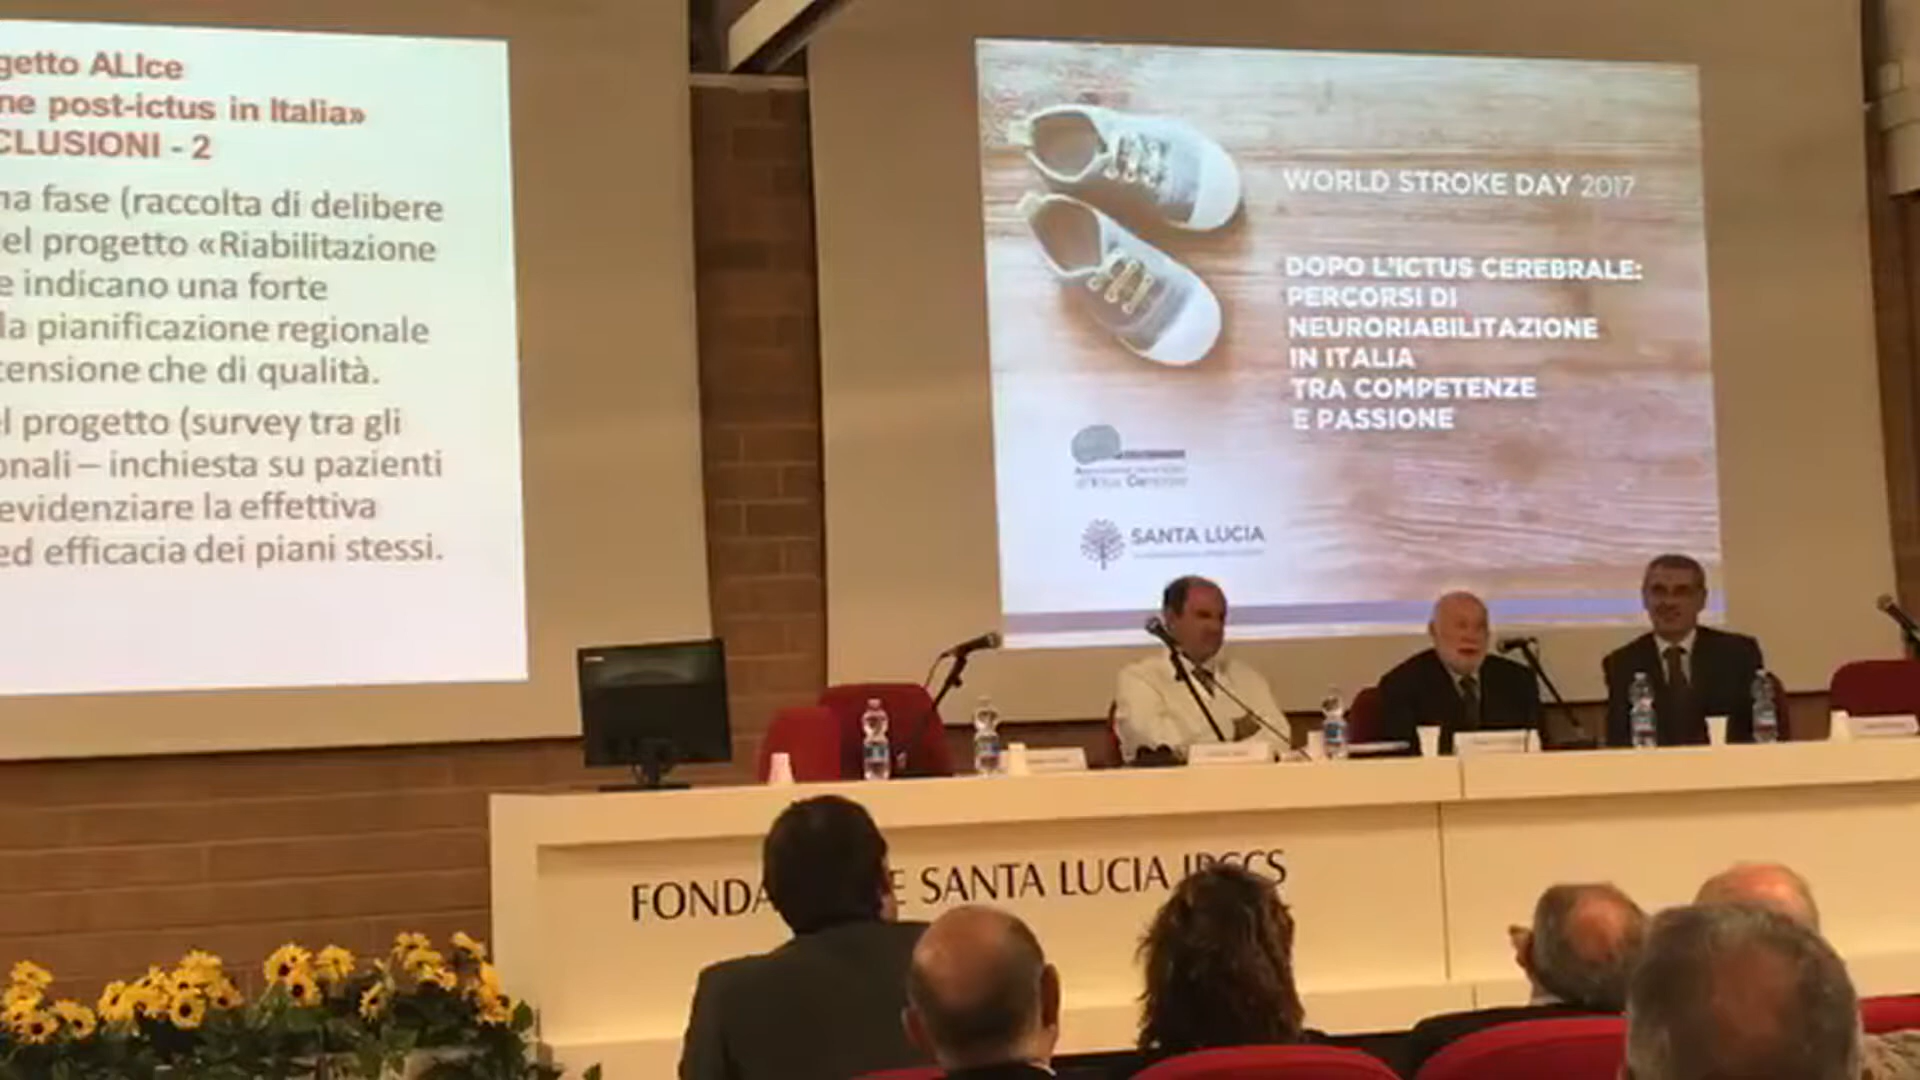 getto ALIce
ne post-ictus in Italia»
CLUSIONI - 2
na fase (raccolta di delibere
el progetto «Riabilitazione
e indicano una forte
la pianificazione regionale
tensione che di qualità.
el progetto (survey tra gli
onali – inchiesta su pazienti
evidenziare la effettiva
ed efficacia dei piani stessi.
WORLD STROKE DAY 2017
DOPO L'ICTUS CEREBRALE:
PERCORSI DI
NEURORIABILITAZIONE
IN ITALIA
TRA COMPETENZE
E PASSIONE
SANTA LUCIA
FONDA E SANTA LUCIA IRCCS